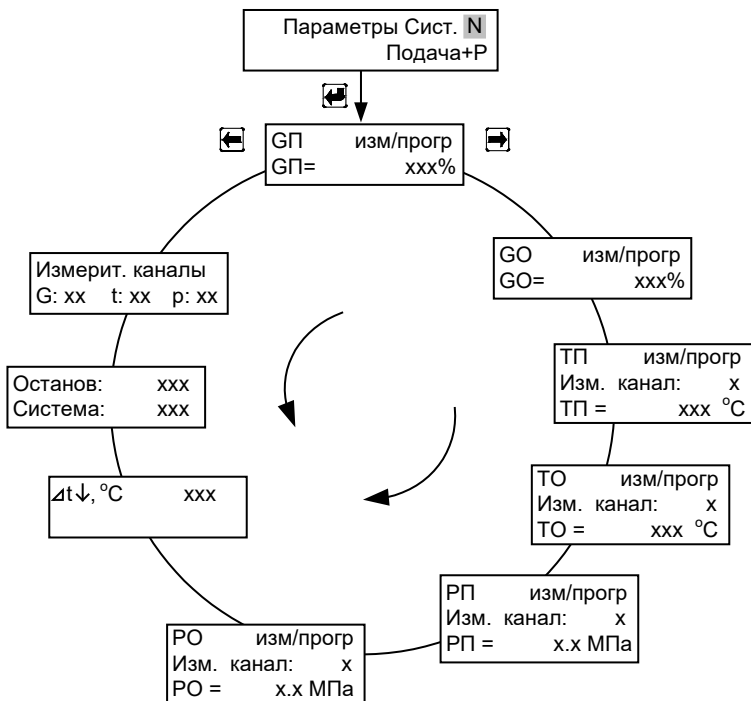 Параметры Сист. N
Подача+Р
GП изм/прогр
GП= xxx%
GO изм/прогр
GO= xxx%
ТП изм/прогр
Изм. канал: x
ТП = xxx °C
ТО изм/прогр
Изм. канал: x
ТО = xxx °C
РП изм/прогр
Изм. канал: x
РП = x.x МПа
РО изм/прогр
Изм. канал: x
РО = x.x МПа
⊿t↓, °C xxx
Останов: xxx
Система: xxx
Измерит. каналы
G: xx t: xx p: xx